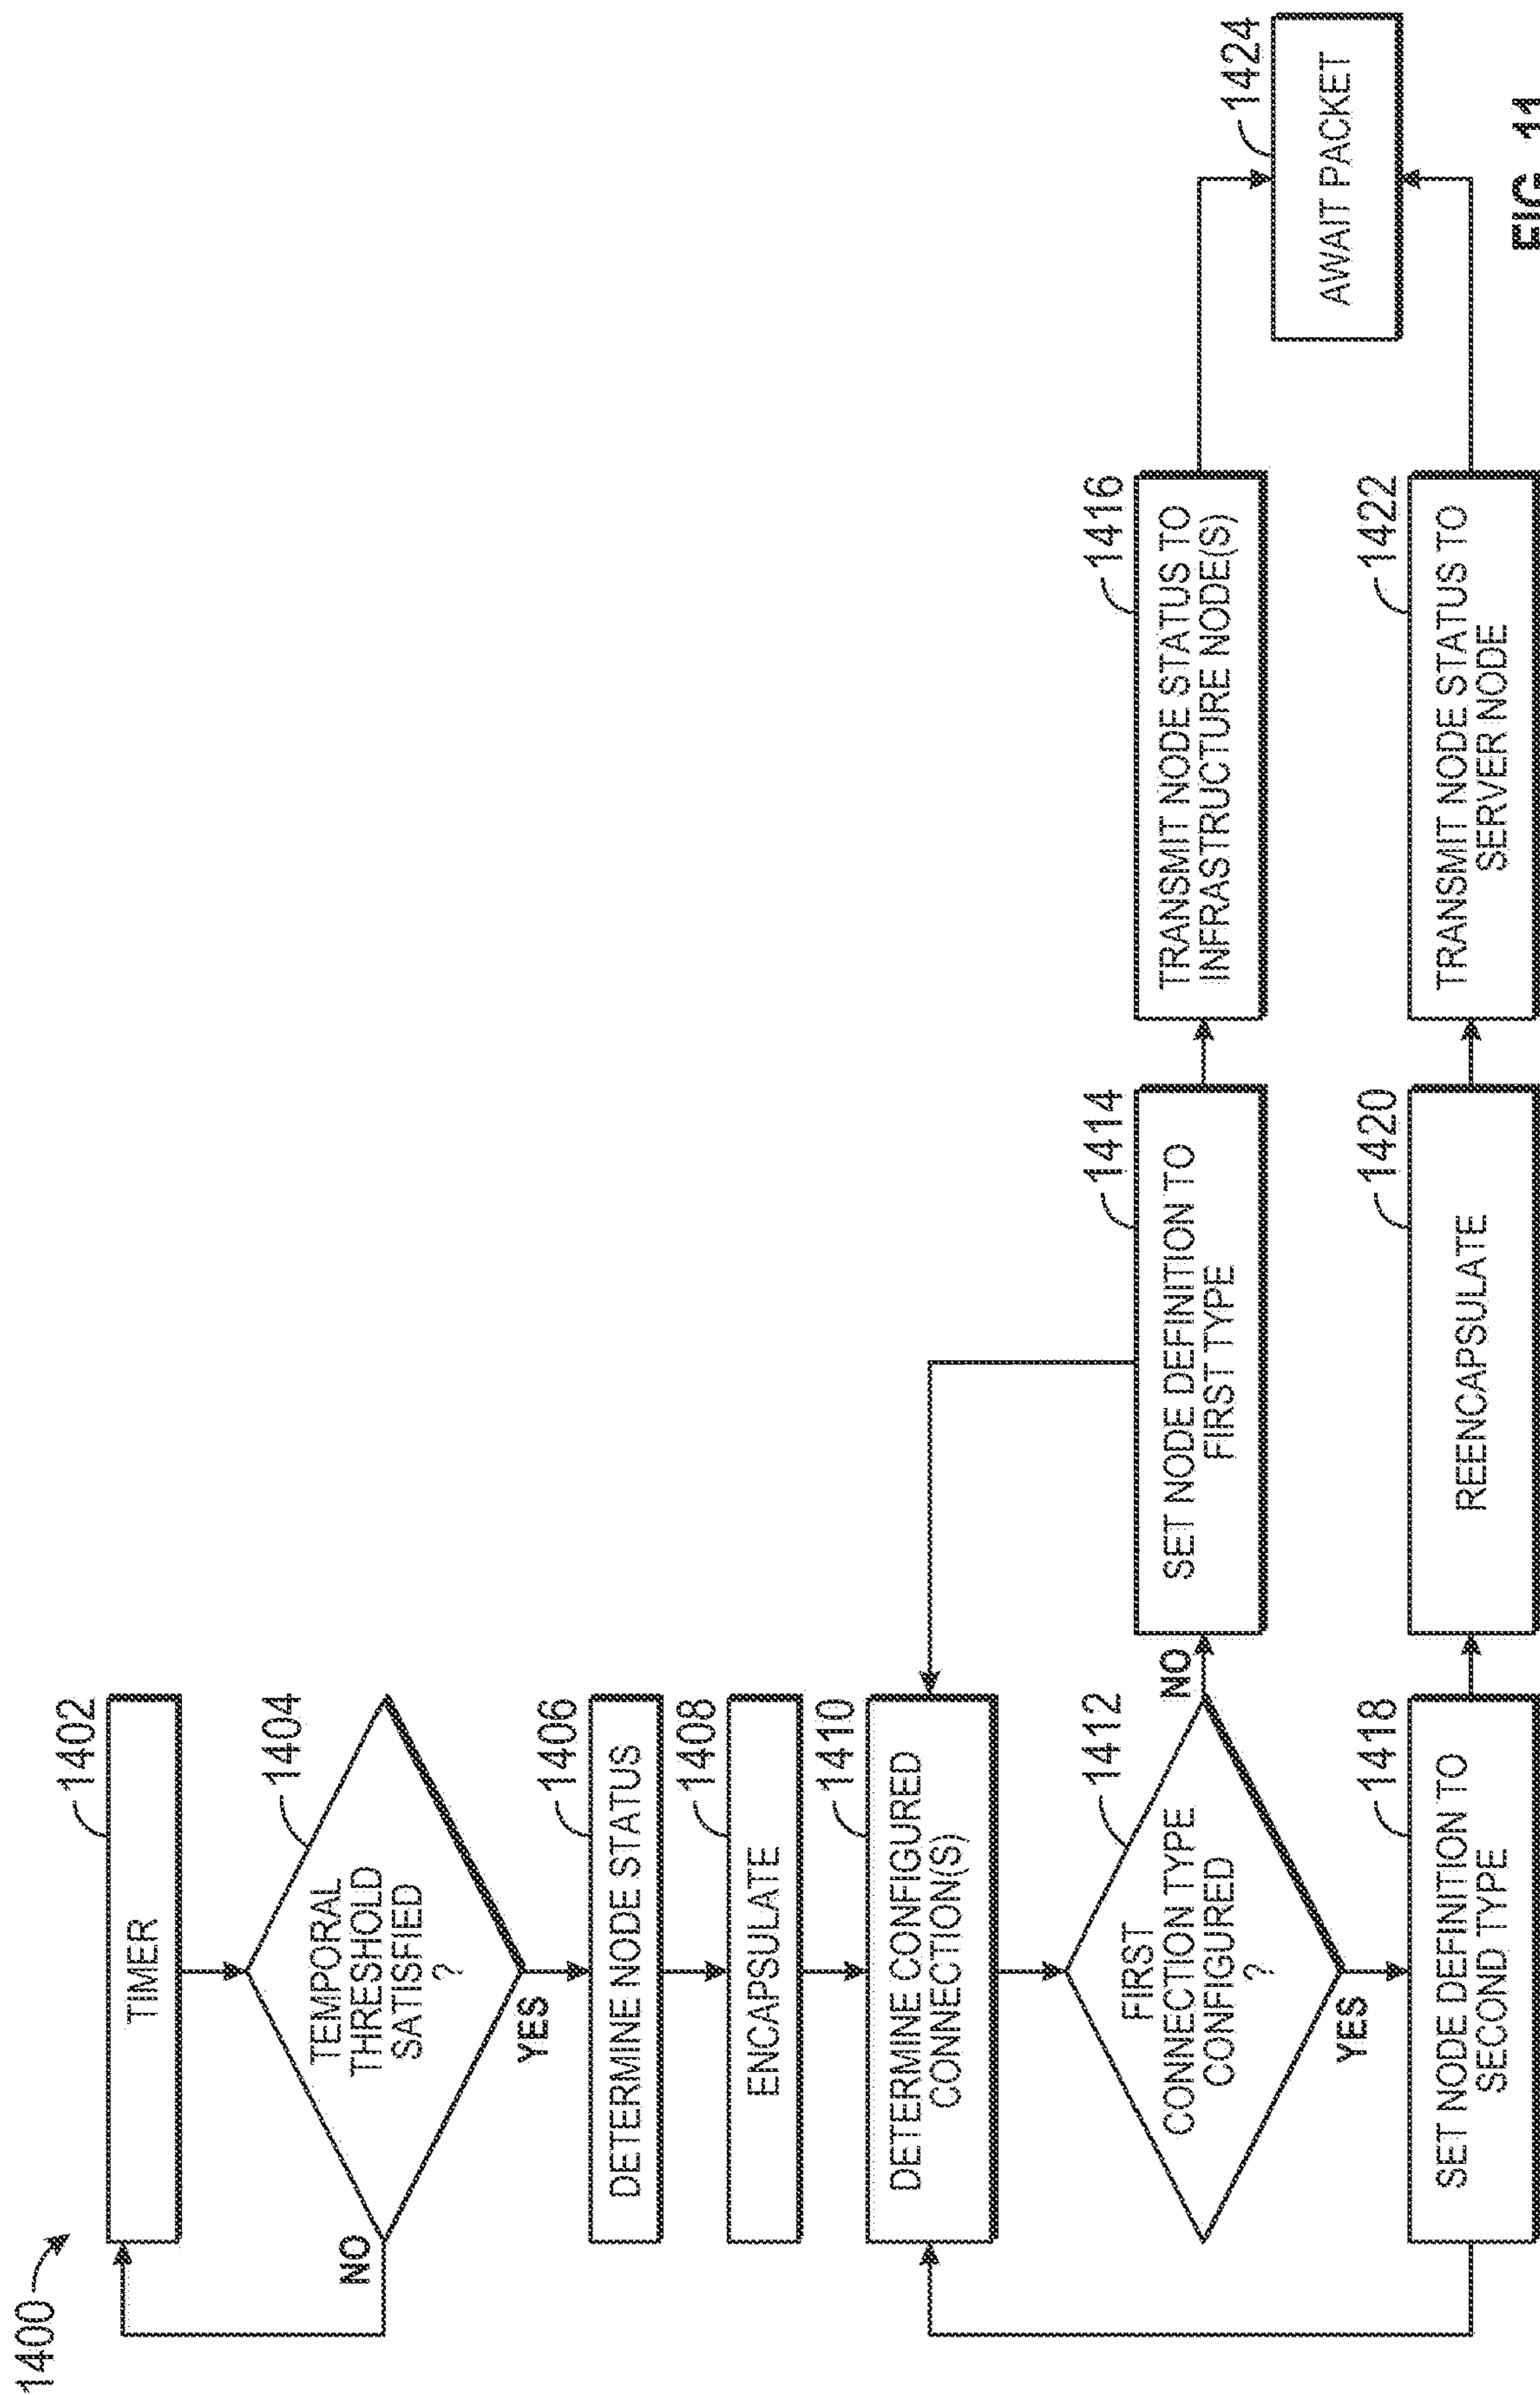 1400
1402
TIMER
1404
TEMPORAL
THRESHOLD
SATISFIED
?
NO
YES
1406
DETERMINE NODE STATUS
1408
ENCAPSULATE
1410
DETERMINE CONFIGURED
CONNECTION(S)
1412
FIRST
CONNECTION TYPE
CONFIGURED
?
NO
YES
1414
SET NODE DEFINITION TO
FIRST TYPE
1416
TRANSMIT NODE STATUS TO
INFRASTRUCTURE NODE(S)
1418
SET NODE DEFINITION TO
SECOND TYPE
1420
REENCAPSULATE
1422
TRANSMIT NODE STATUS TO
SERVER NODE
1424
AWAIT PACKET
FIG. 11